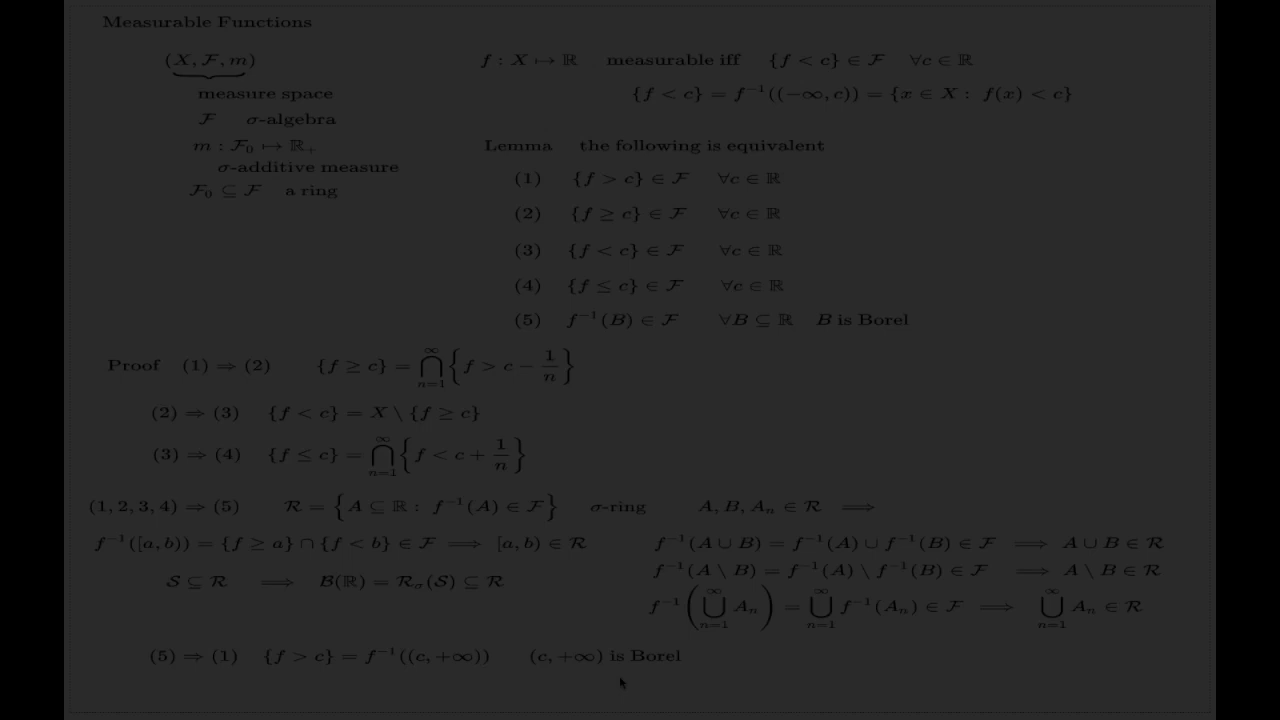 Measurable Functions
(X, ℱ, m)
measure space
ℱ σ-algebra
m : ℱ₀ ↦ ℝ₊
σ-additive measure
ℱ₀ ⊆ ℱ a ring
f : X ↦ ℝ measurable iff {f < c} ∈ ℱ ∀c ∈ ℝ
{f < c} = f⁻¹((−∞, c)) = {x ∈ X : f(x) < c}
Lemma the following is equivalent
(1) {f > c} ∈ ℱ ∀c ∈ ℝ
(2) {f ≥ c} ∈ ℱ ∀c ∈ ℝ
(3) {f < c} ∈ ℱ ∀c ∈ ℝ
(4) {f ≤ c} ∈ ℱ ∀c ∈ ℝ
(5) f⁻¹(B) ∈ ℱ ∀B ⊆ ℝ B is Borel
Proof (1) ⇒ (2) {f ≥ c} = ⋂_{n=1}^{∞} {f > c − 1/n}
(2) ⇒ (3) {f < c} = X \ {f ≥ c}
(3) ⇒ (4) {f ≤ c} = ⋂_{n=1}^{∞} {f < c + 1/n}
(1, 2, 3, 4) ⇒ (5) ℛ = {A ⊆ ℝ : f⁻¹(A) ∈ ℱ} σ-ring A, B, Aₙ ∈ ℛ ⟹
f⁻¹([a, b)) = {f ≥ a} ∩ {f < b} ∈ ℱ ⟹ [a, b) ∈ ℛ
𝒮 ⊆ ℛ ⟹ ℬ(ℝ) = ℛ_σ(𝒮) ⊆ ℛ
f⁻¹(A ∪ B) = f⁻¹(A) ∪ f⁻¹(B) ∈ ℱ ⟹ A ∪ B ∈ ℛ
f⁻¹(A \ B) = f⁻¹(A) \ f⁻¹(B) ∈ ℱ ⟹ A \ B ∈ ℛ
f⁻¹(⋃_{n=1}^{∞} Aₙ) = ⋃_{n=1}^{∞} f⁻¹(Aₙ) ∈ ℱ ⟹ ⋃_{n=1}^{∞} Aₙ ∈ ℛ
(5) ⇒ (1) {f > c} = f⁻¹((c, +∞)) (c, +∞) is Borel